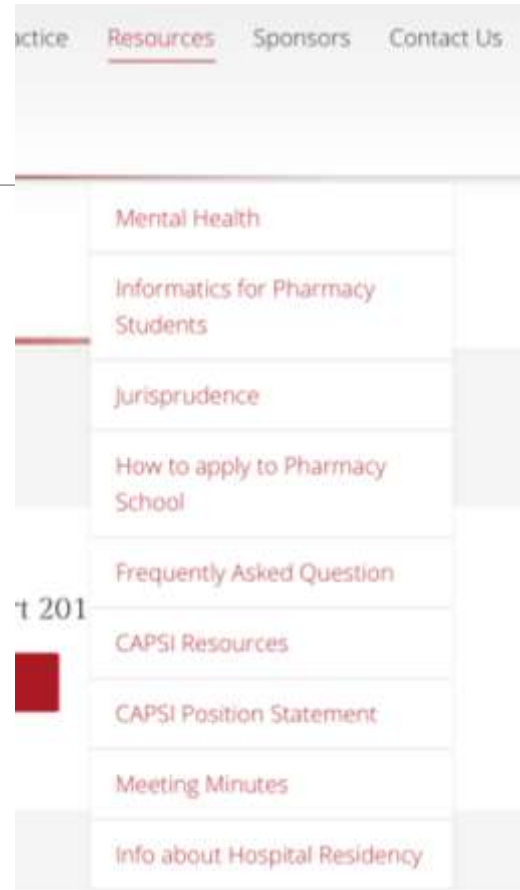 actice Resources Sponsors Contact Us
Mental Health
Informatics for Pharmacy
Students
Jurisprudence
How to apply to Pharmacy
School
Frequently Asked Question
rt 201
CAPSI Resources
CAPSI Position Statement
Meeting Minutes
Info about Hospital Residency